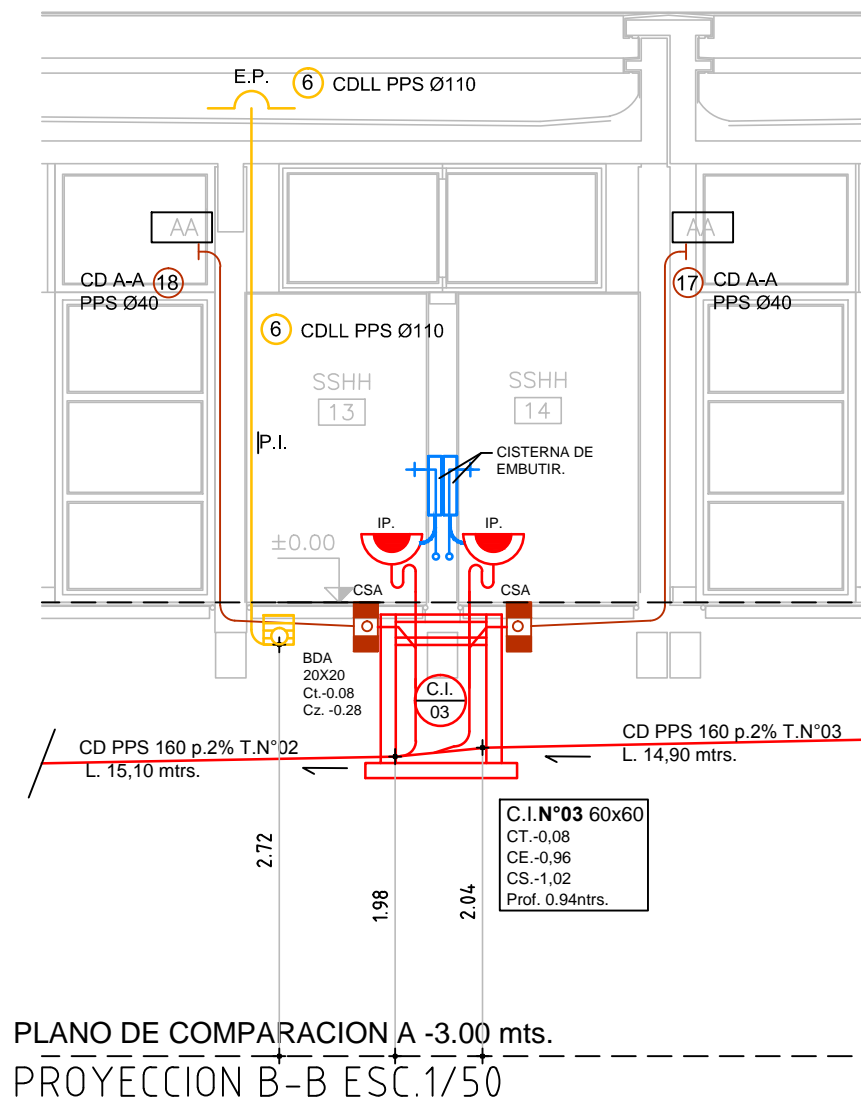 E.P.
6 CDLL PPS Ø110
AA
AA
CD A-A 18
PPS Ø40
17 CD A-A
PPS Ø40
6 CDLL PPS Ø110
SSHH
13
SSHH
14
P.I.
CISTERNA DE
EMBUTIR.
IP.
IP.
±0.00
CSA
CSA
BDA
20X20
Ct.-0.08
Cz. -0.28
C.I.
03
CD PPS 160 p.2% T.N°02
L. 15,10 mtrs.
CD PPS 160 p.2% T.N°03
L. 14,90 mtrs.
C.I.N°03 60x60
CT.-0,08
CE.-0,96
CS.-1,02
Prof. 0.94ntrs.
2.72
1.98
2.04
PLANO DE COMPARACION A -3.00 mts.
PROYECCION B-B ESC.1/50